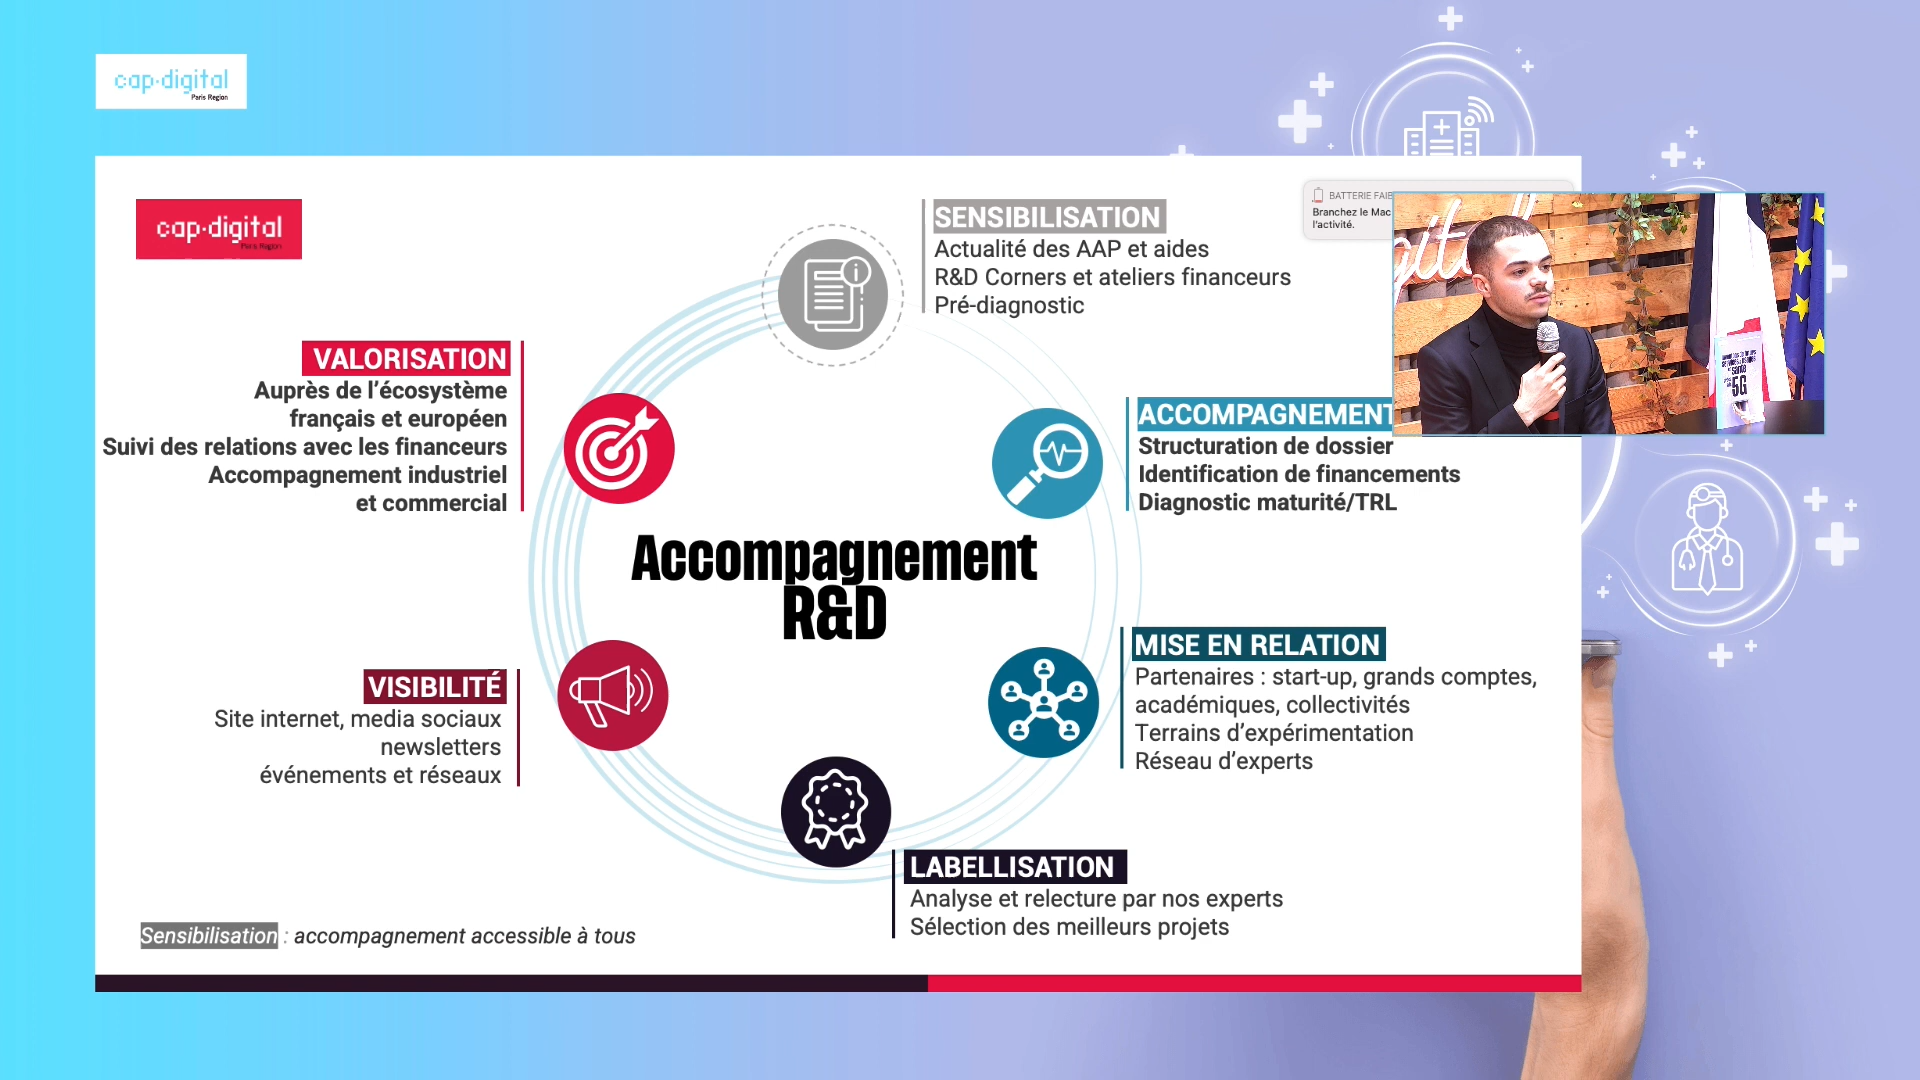 cap·digital
Paris Region
cap·digital
Paris Region
SENSIBILISATION
Actualité des AAP et aides
R&D Corners et ateliers financeurs
Pré-diagnostic
BATTERIE FAIB
Branchez le Mac
l'activité.
VALORISATION
Auprès de l'écosystème
français et européen
Suivi des relations avec les financeurs
Accompagnement industriel
et commercial
ACCOMPAGNEMENT
Structuration de dossier
Identification de financements
Diagnostic maturité/TRL
Accompagnement
R&D
MISE EN RELATION
Partenaires : start-up, grands comptes,
académiques, collectivités
Terrains d'expérimentation
Réseau d'experts
VISIBILITÉ
Site internet, media sociaux
newsletters
événements et réseaux
LABELLISATION
Analyse et relecture par nos experts
Sélection des meilleurs projets
Sensibilisation : accompagnement accessible à tous
santé
5G